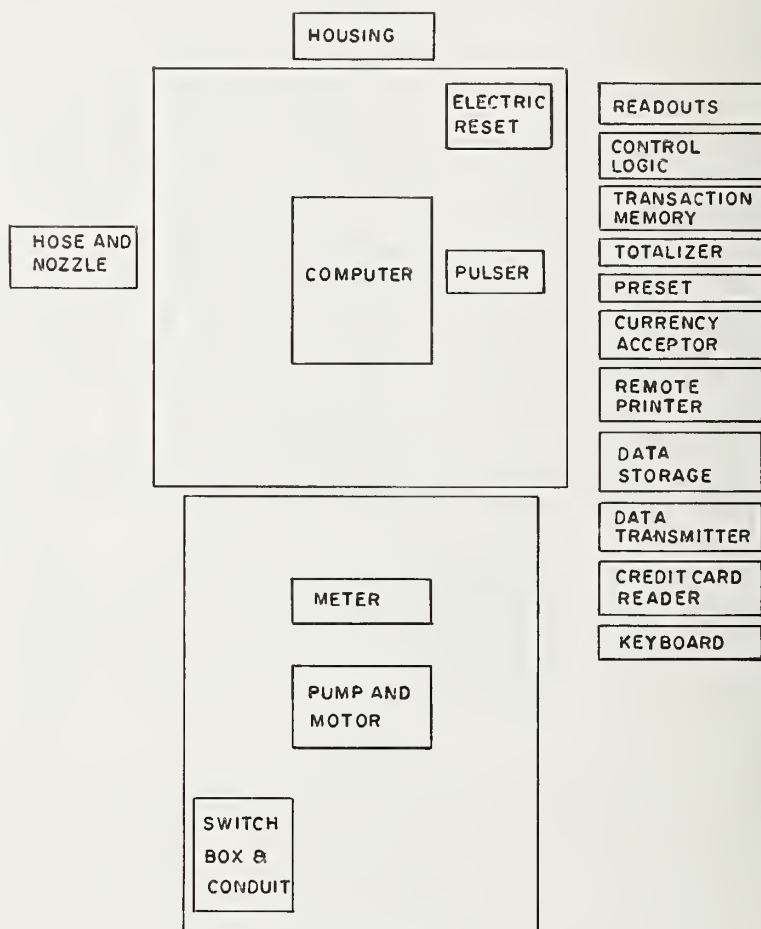 HOUSING
ELECTRIC
RESET
HOSE AND
NOZZLE
COMPUTER
PULSER
READOUTS
CONTROL
LOGIC
TRANSACTION
MEMORY
TOTALIZER
PRESET
CURRENCY
ACCEPTOR
REMOTE
PRINTER
DATA
STORAGE
DATA
TRANSMITTER
CREDIT CARD
READER
KEYBOARD
METER
PUMP AND
MOTOR
SWITCH
BOX &
CONDUIT